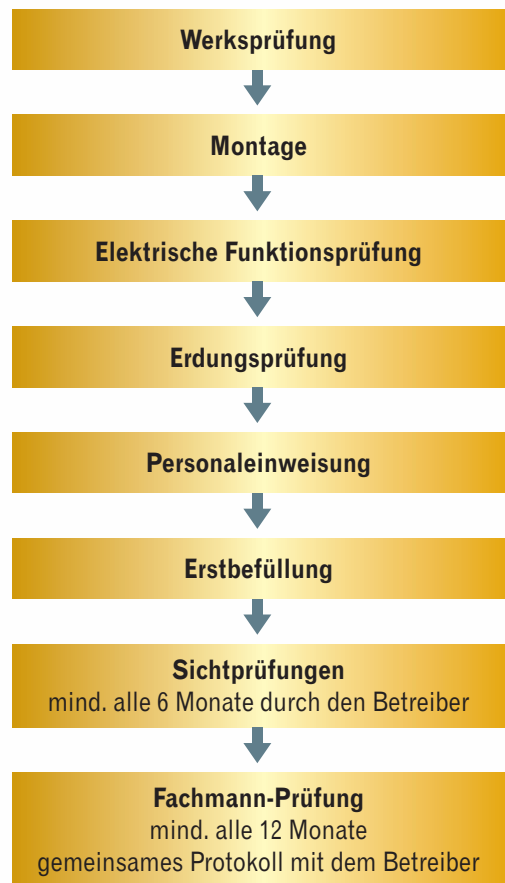 Werksprüfung
Montage
Elektrische Funktionsprüfung
Erdungsprüfung
Personaleinweisung
Erstbefüllung
Sichtprüfungen
mind. alle 6 Monate durch den Betreiber
Fachmann-Prüfung
mind. alle 12 Monate
gemeinsames Protokoll mit dem Betreiber